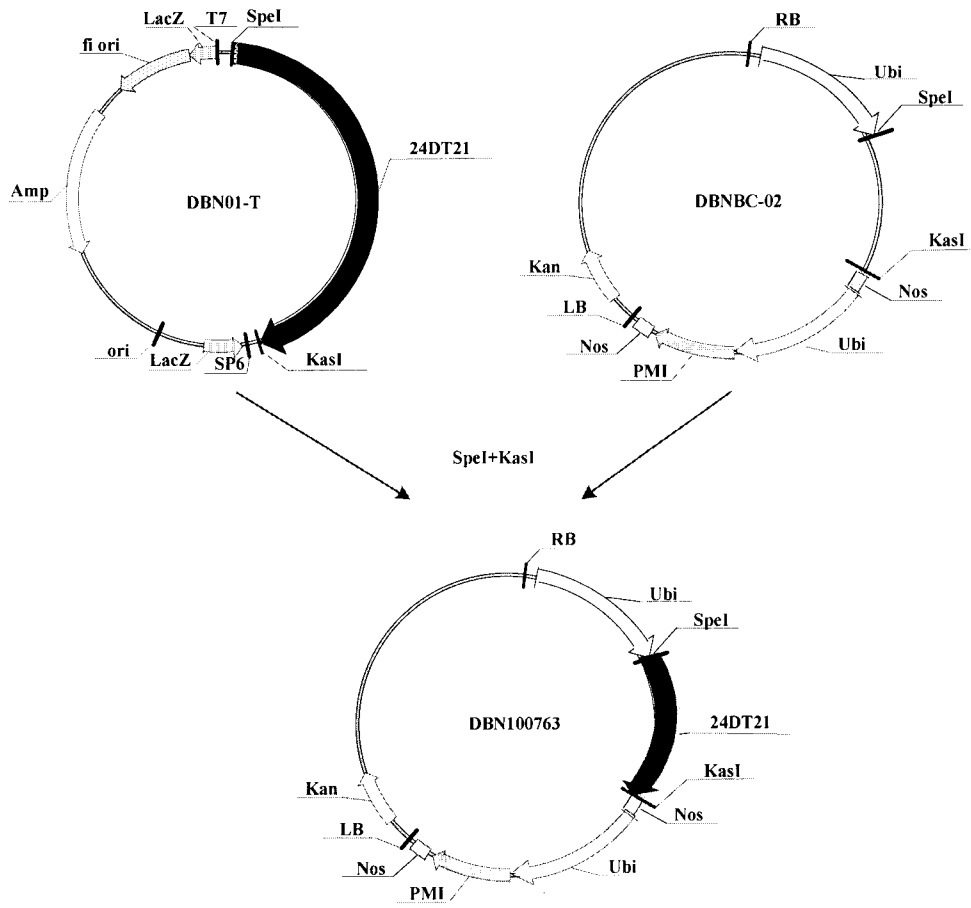 LacZ
T7
SpeI
fi ori
24DT21
Amp
DBN01-T
ori
LacZ
SP6
KasI
RB
Ubi
SpeI
DBNBC-02
KasI
Kan
Nos
LB
Nos
Ubi
PMI
SpeI+KasI
RB
Ubi
SpeI
24DT21
DBN100763
KasI
Kan
Nos
LB
Nos
Ubi
PMI